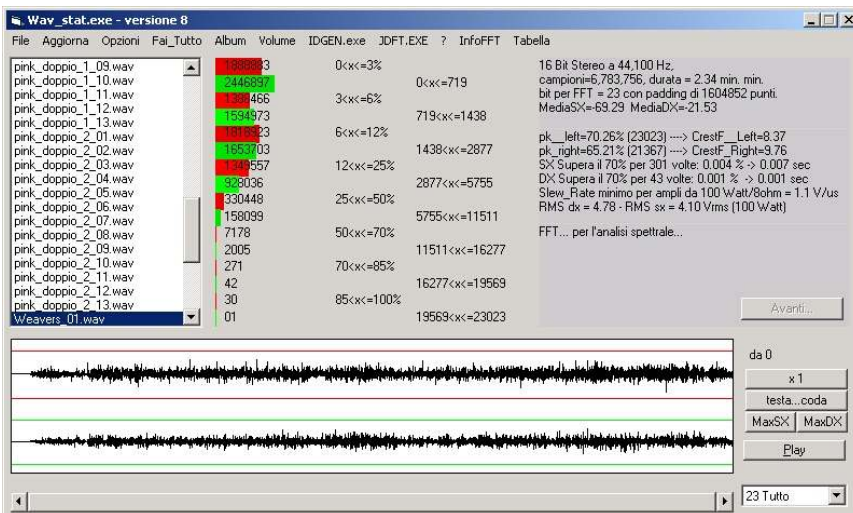 Wav_stat.exe - versione 8
File Aggiorna Opzioni Fai_Tutto Album Volume IDGEN.exe JDFT.EXE ? InfoFFT Tabella
pink_doppio_1_09.wav
pink_doppio_1_10.wav
pink_doppio_1_11.wav
pink_doppio_1_12.wav
pink_doppio_1_13.wav
pink_doppio_2_01.wav
pink_doppio_2_02.wav
pink_doppio_2_03.wav
pink_doppio_2_04.wav
pink_doppio_2_05.wav
pink_doppio_2_06.wav
pink_doppio_2_07.wav
pink_doppio_2_08.wav
pink_doppio_2_09.wav
pink_doppio_2_10.wav
pink_doppio_2_11.wav
pink_doppio_2_12.wav
pink_doppio_2_13.wav
Weavers_01.wav
0<x<=3%
2446897 0<x<=719
1398466 3<x<=6%
1594973 719<x<=1438
1818923 6<x<=12%
1653703 1438<x<=2877
1349557 12<x<=25%
928036 2877<x<=5755
330448 25<x<=50%
158099 5755<x<=11511
7178 50<x<=70%
2005 11511<x<=16277
271 70<x<=85%
42 16277<x<=19569
30 85<x<=100%
01 19569<x<=23023
16 Bit Stereo a 44,100 Hz,
campioni=6,783,756, durata = 2.34 min. min.
bit per FFT = 23 con padding di 1604852 punti.
MediaSX=-69.29 MediaDX=-21.53
pk__left=70.26% (23023) ----> CrestF__Left=8.37
pk_right=65.21% (21367) ----> CrestF_Right=9.76
SX Supera il 70% per 301 volte: 0.004 % -> 0.007 sec
DX Supera il 70% per 43 volte: 0.001 % -> 0.001 sec
Slew_Rate minimo per ampli da 100 Watt/8ohm = 1.1 V/us
RMS dx = 4.78 - RMS sx = 4.10 Vrms (100 Watt)
FFT... per l'analisi spettrale...
Avanti...
da 0
x 1
testa...coda
MaxSX MaxDX
Play
23 Tutto